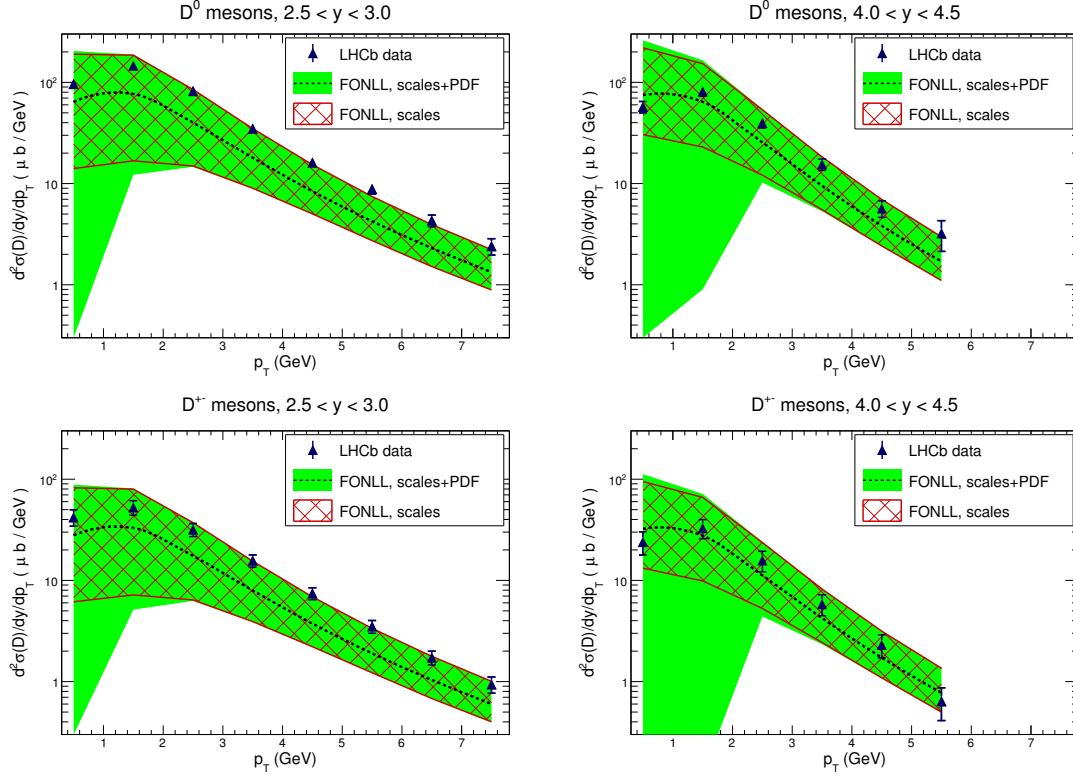 D⁰ mesons, 2.5 < y < 3.0
d²σ(D)/dy/dp_T ( μ b / GeV )
10²
10
1
LHCb data
FONLL, scales+PDF
FONLL, scales
1 2 3 4 5 6 7
p_T (GeV)
D⁰ mesons, 4.0 < y < 4.5
d²σ(D)/dy/dp_T ( μ b / GeV )
10²
10
1
LHCb data
FONLL, scales+PDF
FONLL, scales
1 2 3 4 5 6 7
p_T (GeV)
D⁺⁻ mesons, 2.5 < y < 3.0
d²σ(D)/dy/dp_T ( μ b / GeV )
10²
10
1
LHCb data
FONLL, scales+PDF
FONLL, scales
1 2 3 4 5 6 7
p_T (GeV)
D⁺⁻ mesons, 4.0 < y < 4.5
d²σ(D)/dy/dp_T ( μ b / GeV )
10²
10
1
LHCb data
FONLL, scales+PDF
FONLL, scales
1 2 3 4 5 6 7
p_T (GeV)